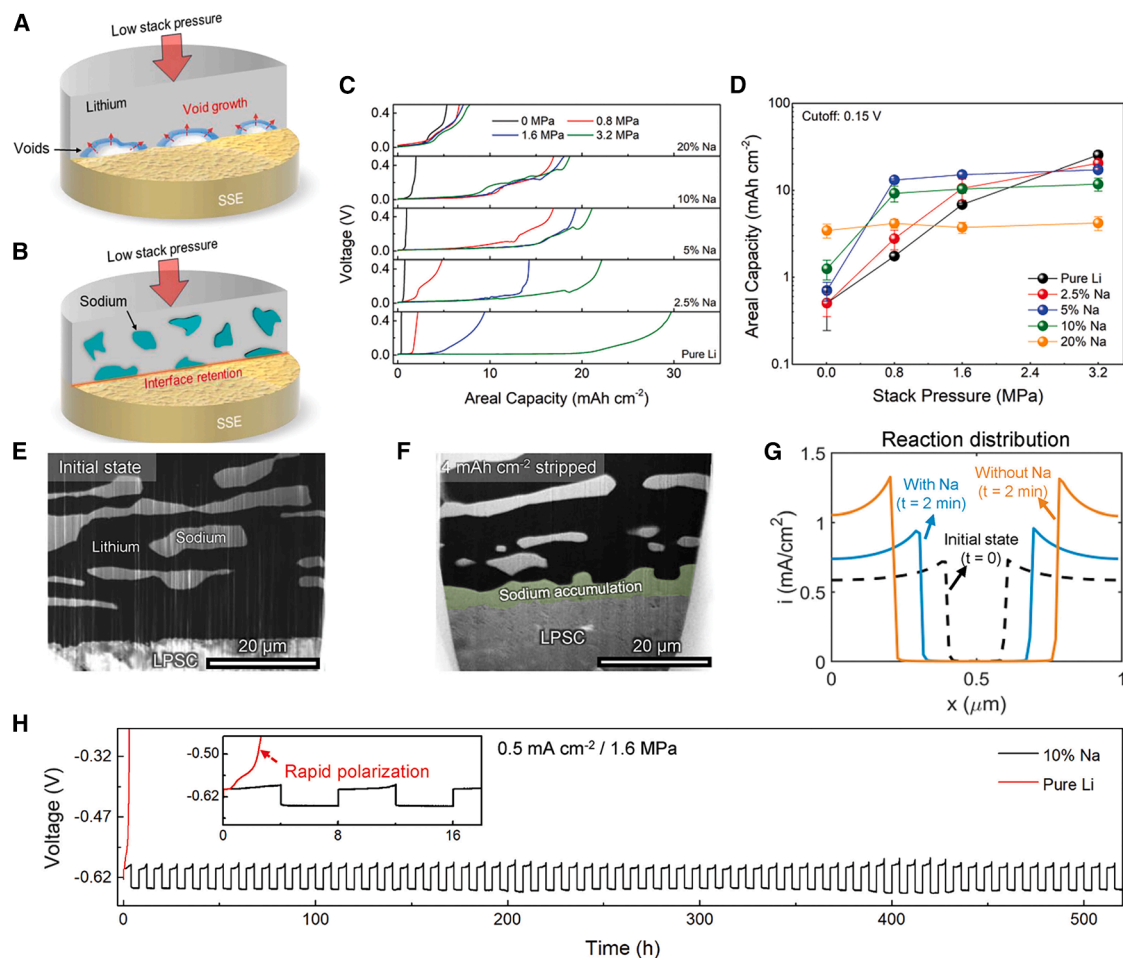 A
Low stack pressure
Lithium
Void growth
Voids
SSE
B
Low stack pressure
Sodium
Interface retention
SSE
C
0.4
0 MPa
0.8 MPa
1.6 MPa
3.2 MPa
0.0
20% Na
0.4
0.0
10% Na
0.4
0.0
5% Na
0.4
0.0
2.5% Na
0.4
0.0
Pure Li
0
10
20
30
Voltage (V)
Areal Capacity (mAh cm⁻²)
D
100
Cutoff: 0.15 V
10
1
0.1
Pure Li
2.5% Na
5% Na
10% Na
20% Na
0.0
0.8
1.6
2.4
3.2
Areal Capacity (mAh cm⁻²)
Stack Pressure (MPa)
E
Initial state
Lithium
Sodium
20 µm
LPSC
F
4 mAh cm⁻² stripped
Sodium accumulation
LPSC
20 µm
G
Reaction distribution
1.5
1
0.5
0
With Na
(t = 2 min)
Without Na
(t = 2 min)
Initial state
(t = 0)
i (mA/cm²)
0
0.5
1
x (µm)
H
-0.32
-0.47
-0.62
Voltage (V)
-0.50
-0.62
Rapid polarization
0
8
16
0.5 mA cm⁻² / 1.6 MPa
10% Na
Pure Li
0
100
200
300
400
500
Time (h)